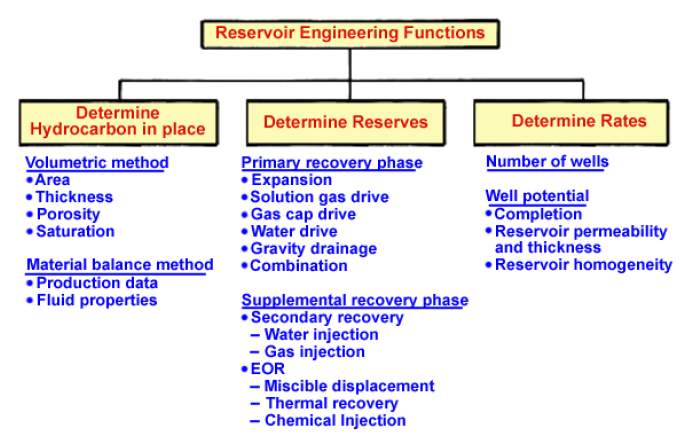 Reservoir Engineering Functions
Determine
Hydrocarbon in place
Volumetric method
• Area
• Thickness
• Porosity
• Saturation
Material balance method
• Production data
• Fluid properties
Determine Reserves
Primary recovery phase
• Expansion
• Solution gas drive
• Gas cap drive
• Water drive
• Gravity drainage
• Combination
Supplemental recovery phase
• Secondary recovery
– Water injection
– Gas injection
• EOR
– Miscible displacement
– Thermal recovery
– Chemical Injection
Determine Rates
Number of wells
Well potential
• Completion
• Reservoir permeability
and thickness
• Reservoir homogeneity